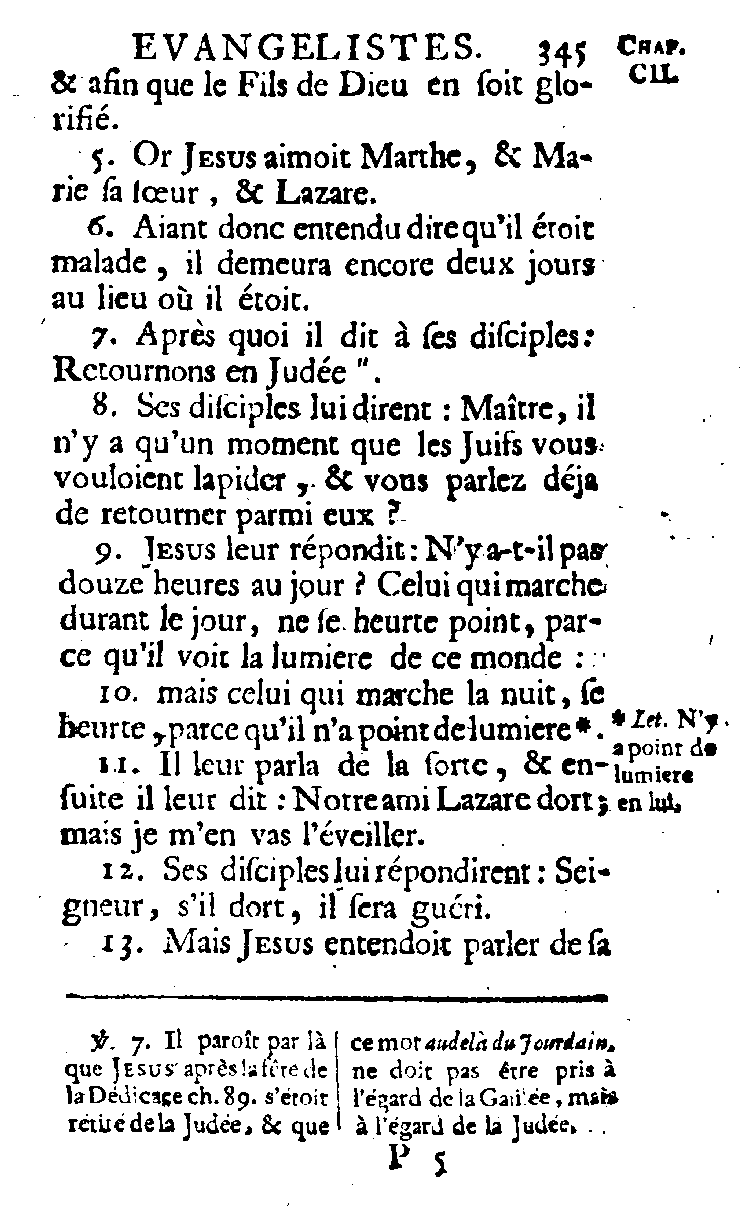 EVANGELISTES. 345 CHAP.
CII.
& afin que le Fils de Dieu en ſoit glo-
rifié.
5. Or JESUS aimoit Marthe, & Ma-
rie ſa ſœur, & Lazare.
6. Aiant donc entendu dire qu'il étoit
malade, il demeura encore deux jours
au lieu où il étoit.
7. Après quoi il dit à ſes diſciples:
Retournons en Judée ".
8. Ses diſciples lui dirent : Maître, il
n'y a qu'un moment que les Juifs vous
vouloient lapider, & vous parlez déja
de retourner parmi eux ?
9. JESUS leur répondit : N'y a-t-il pas
douze heures au jour ? Celui qui marche
durant le jour, ne ſe heurte point, par-
ce qu'il voit la lumiere de ce monde :
10. mais celui qui marche la nuit, ſe
heurte, parce qu'il n'a point de lumiere *.
11. Il leur parla de la ſorte, & en-
ſuite il leur dit : Notre ami Lazare dort;
mais je m'en vas l'éveiller.
12. Ses diſciples lui répondirent : Sei-
gneur, s'il dort, il ſera guéri.
13. Mais JESUS entendoit parler de ſa
* Let. N'y
a point de
lumiere
en lui.
℣. 7. Il paroît par là
que JESUS après la fête de
la Dédicace ch. 89. s'étoit
retiré de la Judée, & que
ce mot audelà du Jourdain,
ne doit pas être pris à
l'égard de la Galilée, mais
à l'égard de la Judée.
P 5